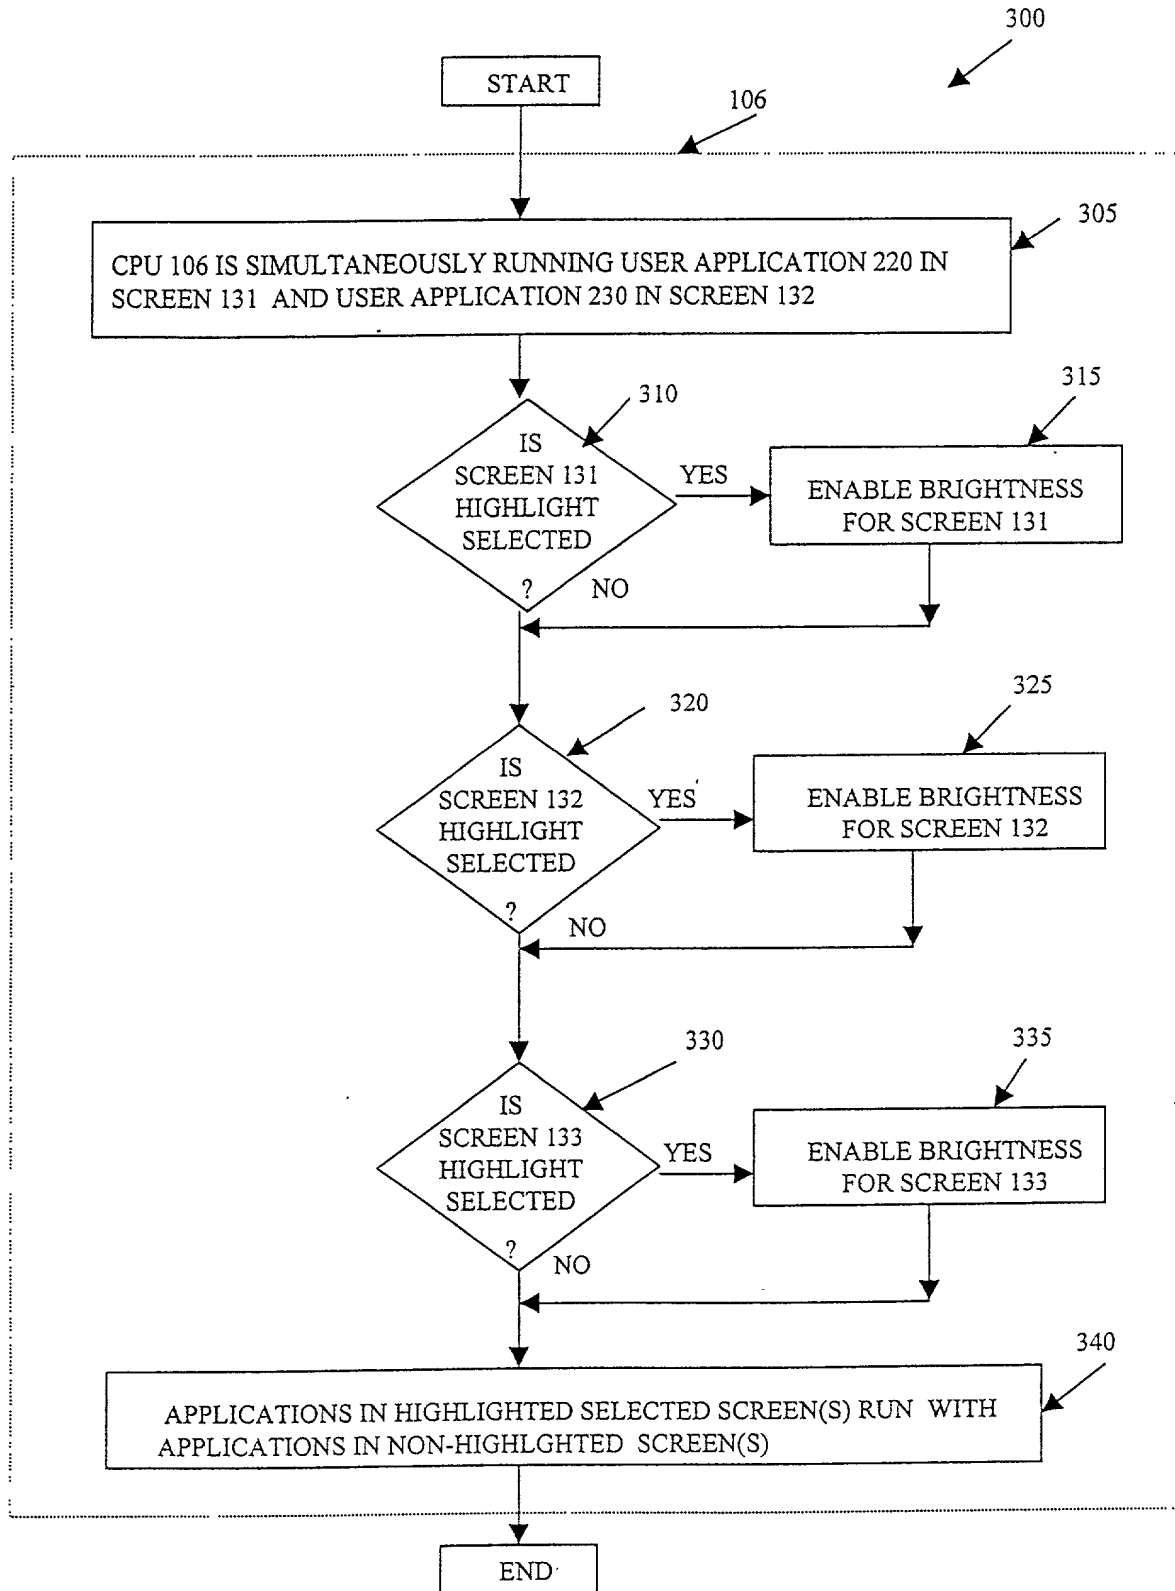 300
START
106
305
CPU 106 IS SIMULTANEOUSLY RUNNING USER APPLICATION 220 IN
SCREEN 131 AND USER APPLICATION 230 IN SCREEN 132
310
315
IS
SCREEN 131
HIGHLIGHT
SELECTED
?
YES
ENABLE BRIGHTNESS
FOR SCREEN 131
NO
320
325
IS
SCREEN 132
HIGHLIGHT
SELECTED
?
YES
ENABLE BRIGHTNESS
FOR SCREEN 132
NO
330
335
IS
SCREEN 133
HIGHLIGHT
SELECTED
?
YES
ENABLE BRIGHTNESS
FOR SCREEN 133
NO
340
APPLICATIONS IN HIGHLIGHTED SELECTED SCREEN(S) RUN WITH
APPLICATIONS IN NON-HIGHLGHTED SCREEN(S)
END